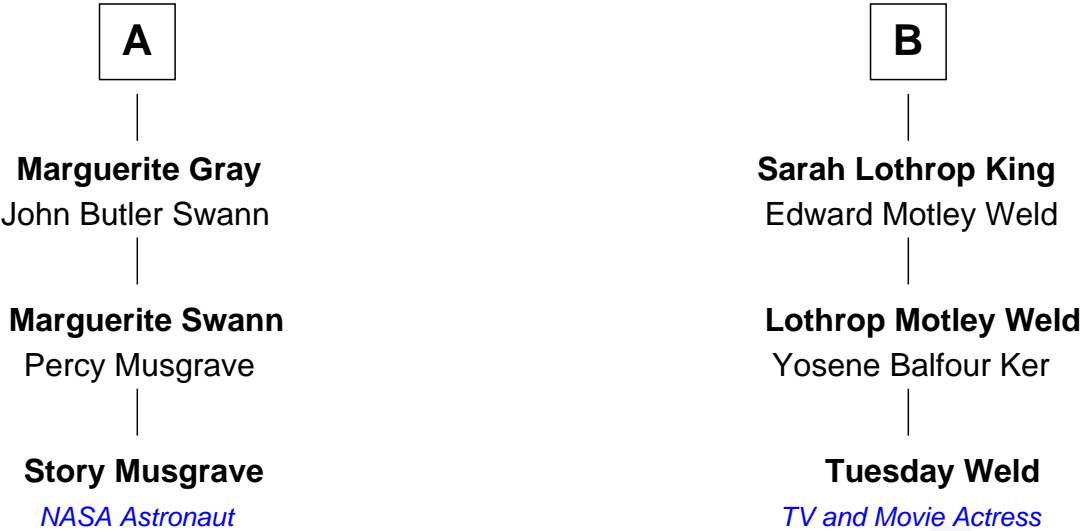 A
Marguerite Gray
John Butler Swann
Marguerite Swann
Percy Musgrave
Story Musgrave
NASA Astronaut
B
Sarah Lothrop King
Edward Motley Weld
Lothrop Motley Weld
Yosene Balfour Ker
Tuesday Weld
TV and Movie Actress